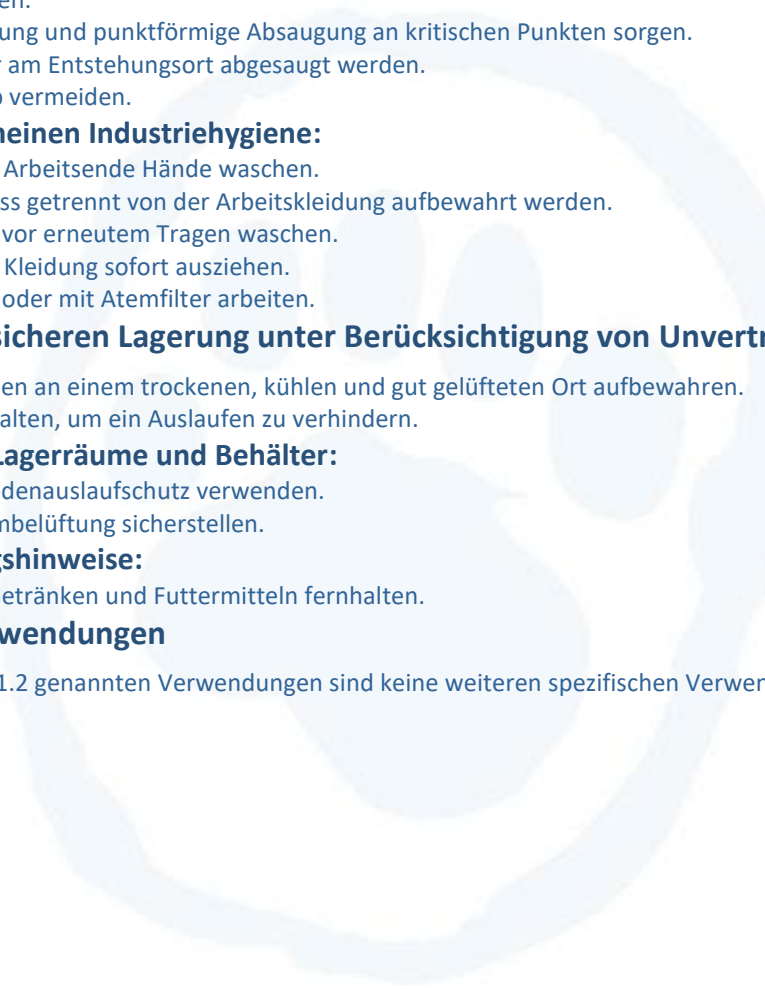 en.
ung und punktförmige Absaugung an kritischen Punkten sorgen.
r am Entstehungsort abgesaugt werden.
vermeiden.
neinen Industriehygiene:
Arbeitsende Hände waschen.
ss getrennt von der Arbeitskleidung aufbewahrt werden.
vor erneutem Tragen waschen.
Kleidung sofort ausziehen.
oder mit Atemfilter arbeiten.
sicheren Lagerung unter Berücksichtigung von Unvertr
en an einem trockenen, kühlen und gut gelüfteten Ort aufbewahren.
alten, um ein Auslaufen zu verhindern.
Lagerräume und Behälter:
denauslaufschutz verwenden.
mbelüftung sicherstellen.
gshinweise:
etränken und Futtermitteln fernhalten.
wendungen
1.2 genannten Verwendungen sind keine weiteren spezifischen Verwen